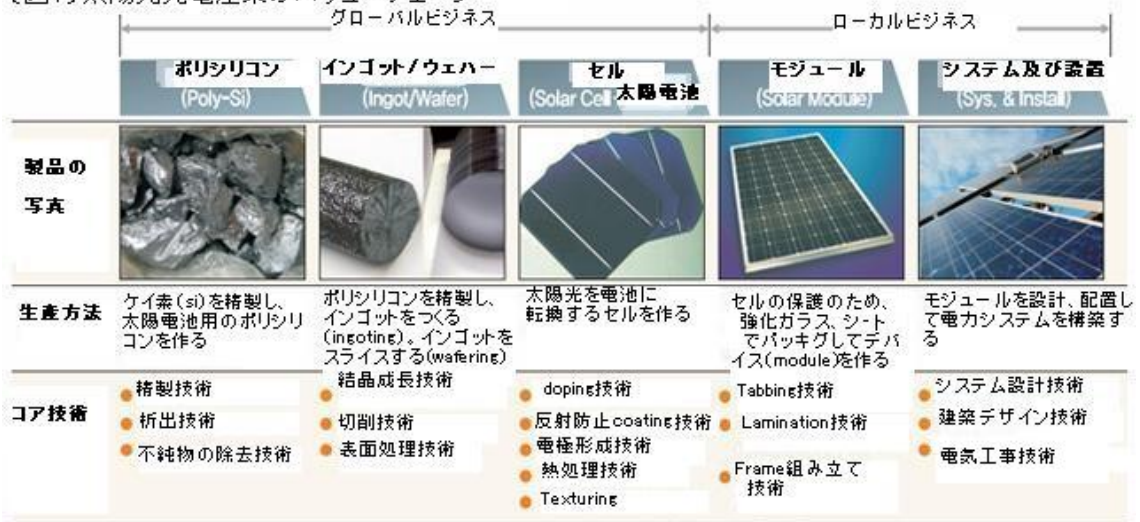 グローバルビジネス
ローカルビジネス
ポリシリコン
(Poly-Si)
インゴット/ウェハー
(Ingot/Wafer)
セル
太陽電池
(Solar Cell
モジュール
(Solar Module)
システム及び設置
(Sys. & Install)
製品の
写真
生産方法
ケイ素(si)を精製し、
太陽電池用のポリシリ
コンを作る
ポリシリコンを精製し、
インゴットをつくる
(ingoting)。インゴットを
スライスする(wafering)
太陽光を電池に
転換するセルを作る
セルの保護のため、
強化ガラス、シート
でパッキグしてデバ
イス(module)を作る
モジュールを設計、配置し
て電力システムを構築す
る
コア技術
精製技術
析出技術
不純物の除去技術
結晶成長技術
切削技術
表面処理技術
doping技術
反射防止coating技術
電極形成技術
熱処理技術
Texturing
Tabbing技術
Lamination技術
Frame組み立て
技術
システム設計技術
建築デザイン技術
電気工事技術